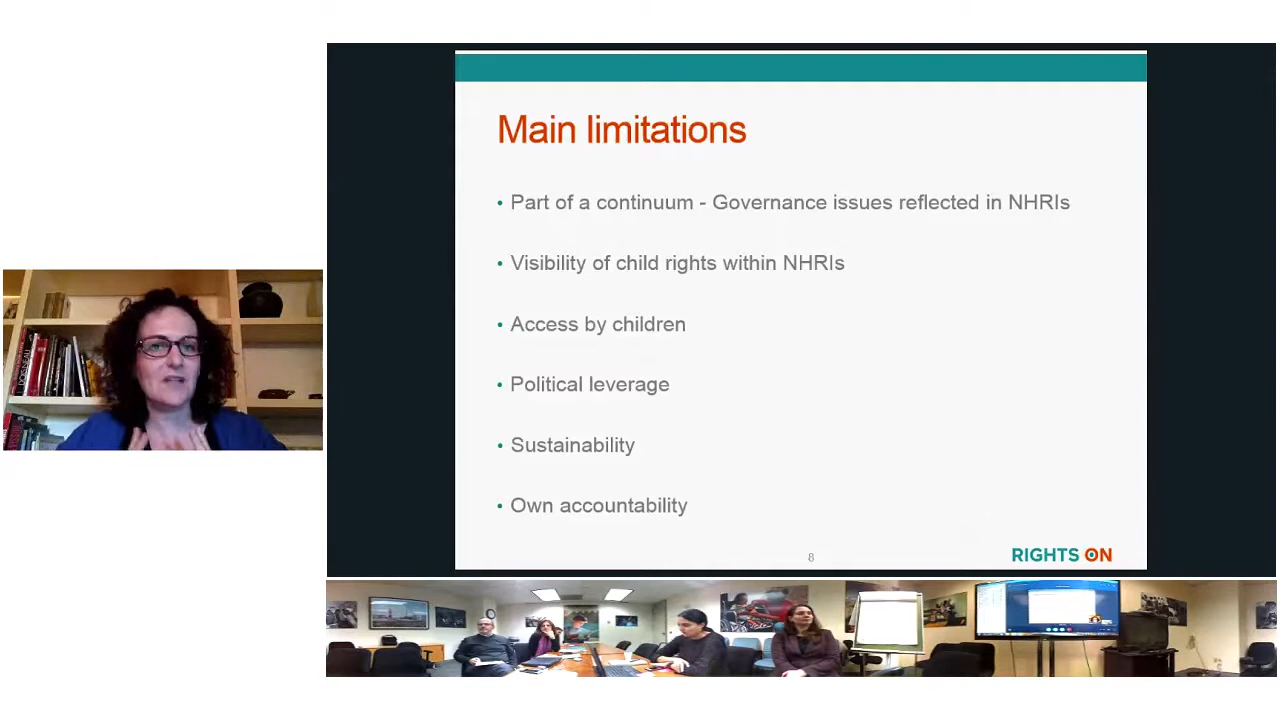 Main limitations
• Part of a continuum - Governance issues reflected in NHRIs
• Visibility of child rights within NHRIs
• Access by children
• Political leverage
• Sustainability
• Own accountability
8
RIGHTS ON